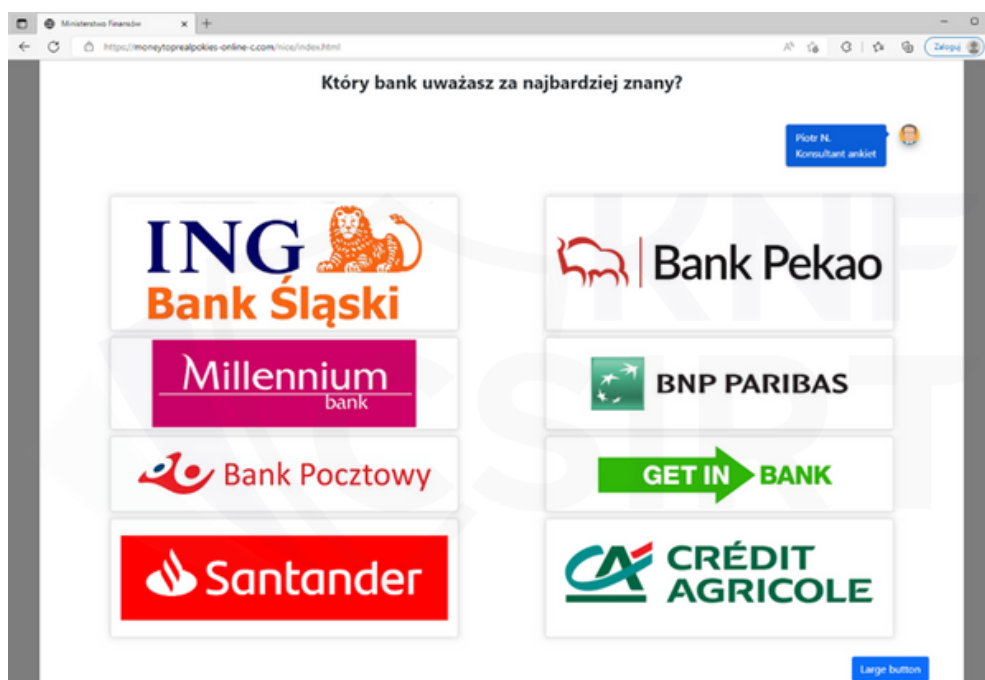 Ministerstwo Finansów
https://moneytoprealpokies-online-c.com/nice/index.html
Zaloguj
Który bank uważasz za najbardziej znany?
Piotr N.
Konsultant ankiet
ING
Bank Śląski
Bank Pekao
Millennium
bank
BNP PARIBAS
Bank Pocztowy
GET IN BANK
Santander
CRÉDIT
AGRICOLE
Large button
KNF
CSIRT